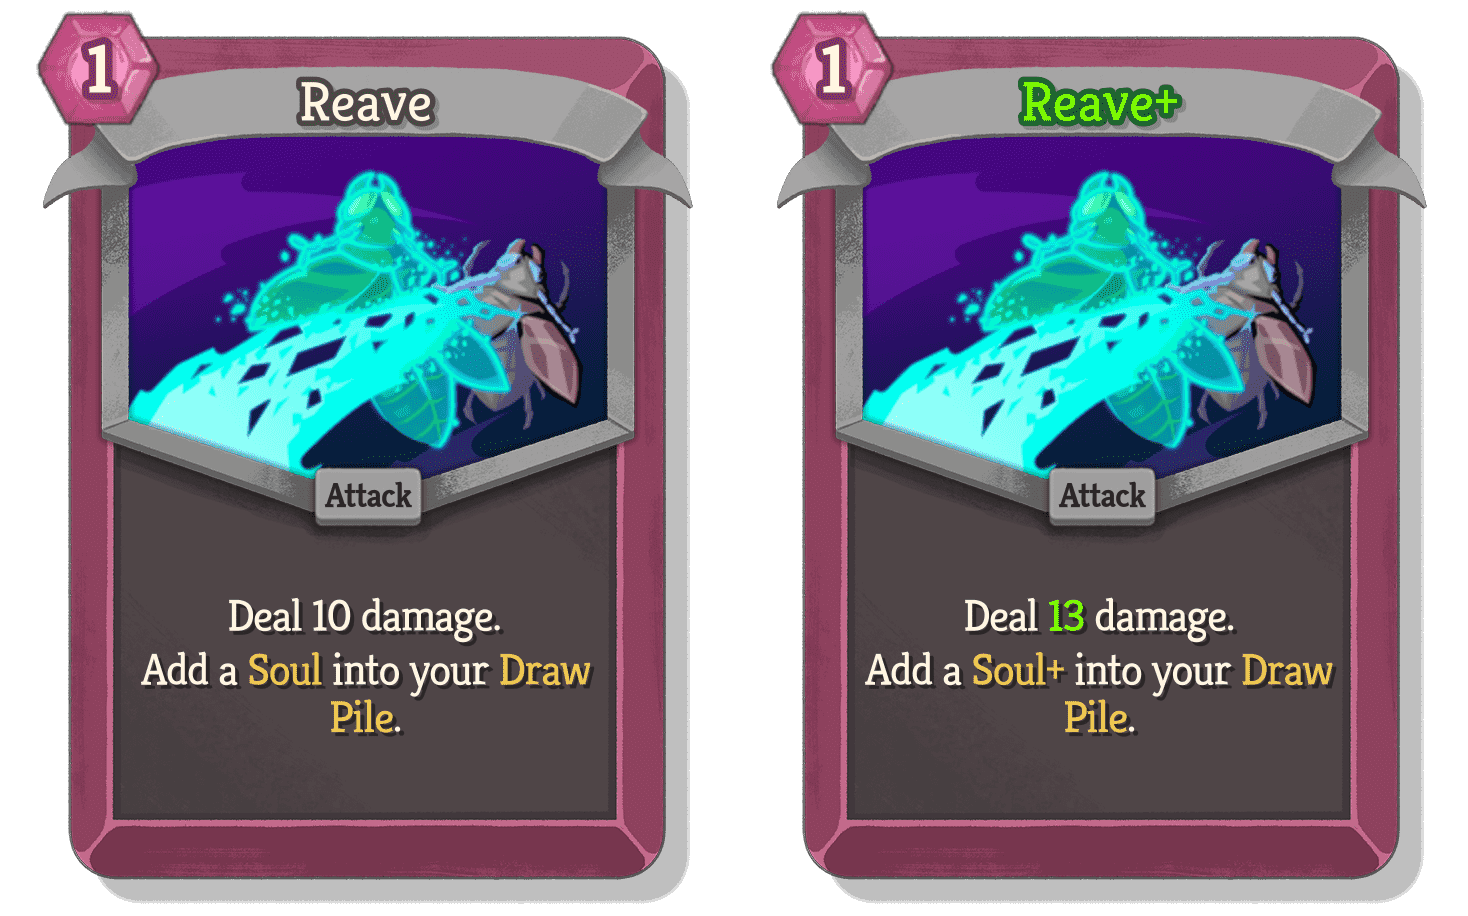 1
Reave
Attack
Deal 10 damage.
Add a Soul into your Draw
Pile.
1
Reave+
Attack
Deal 13 damage.
Add a Soul+ into your Draw
Pile.